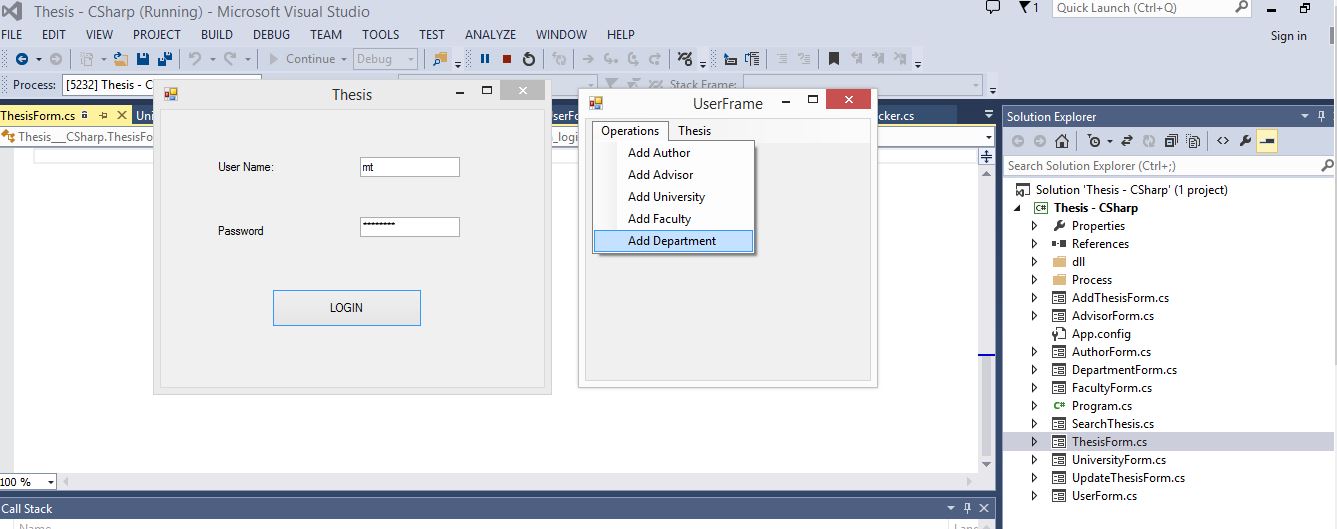 Thesis - CSharp (Running) - Microsoft Visual Studio
1
Quick Launch (Ctrl+Q)
FILE EDIT VIEW PROJECT BUILD DEBUG TEAM TOOLS TEST ANALYZE WINDOW HELP
Sign in
Continue
Debug
Process: [5232] Thesis - C
Stack Frame:
ThesisForm.cs
Uni
serFo
cker.cs
Thesis___CSharp.ThesisForm
_logi
Thesis
User Name:
mt
Password
********
LOGIN
UserFrame
Operations Thesis
Add Author
Add Advisor
Add University
Add Faculty
Add Department
100 %
Call Stack
Name
Lang
Solution Explorer
Search Solution Explorer (Ctrl+;)
Solution 'Thesis - CSharp' (1 project)
C# Thesis - CSharp
Properties
References
dll
Process
AddThesisForm.cs
AdvisorForm.cs
App.config
AuthorForm.cs
DepartmentForm.cs
FacultyForm.cs
C# Program.cs
SearchThesis.cs
ThesisForm.cs
UniversityForm.cs
UpdateThesisForm.cs
UserForm.cs